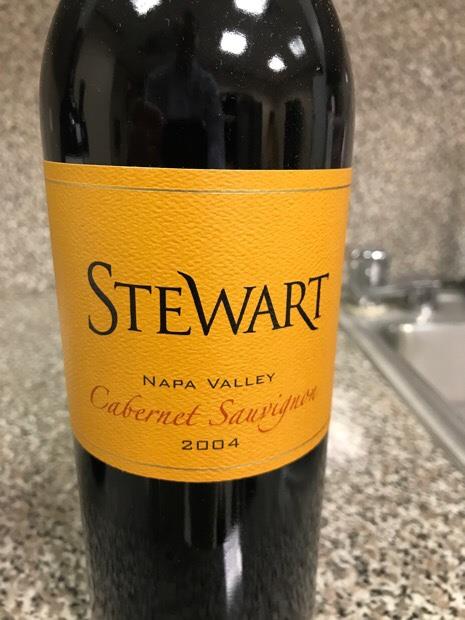 STEWART
NAPA VALLEY
Cabernet Sauvignon
2004